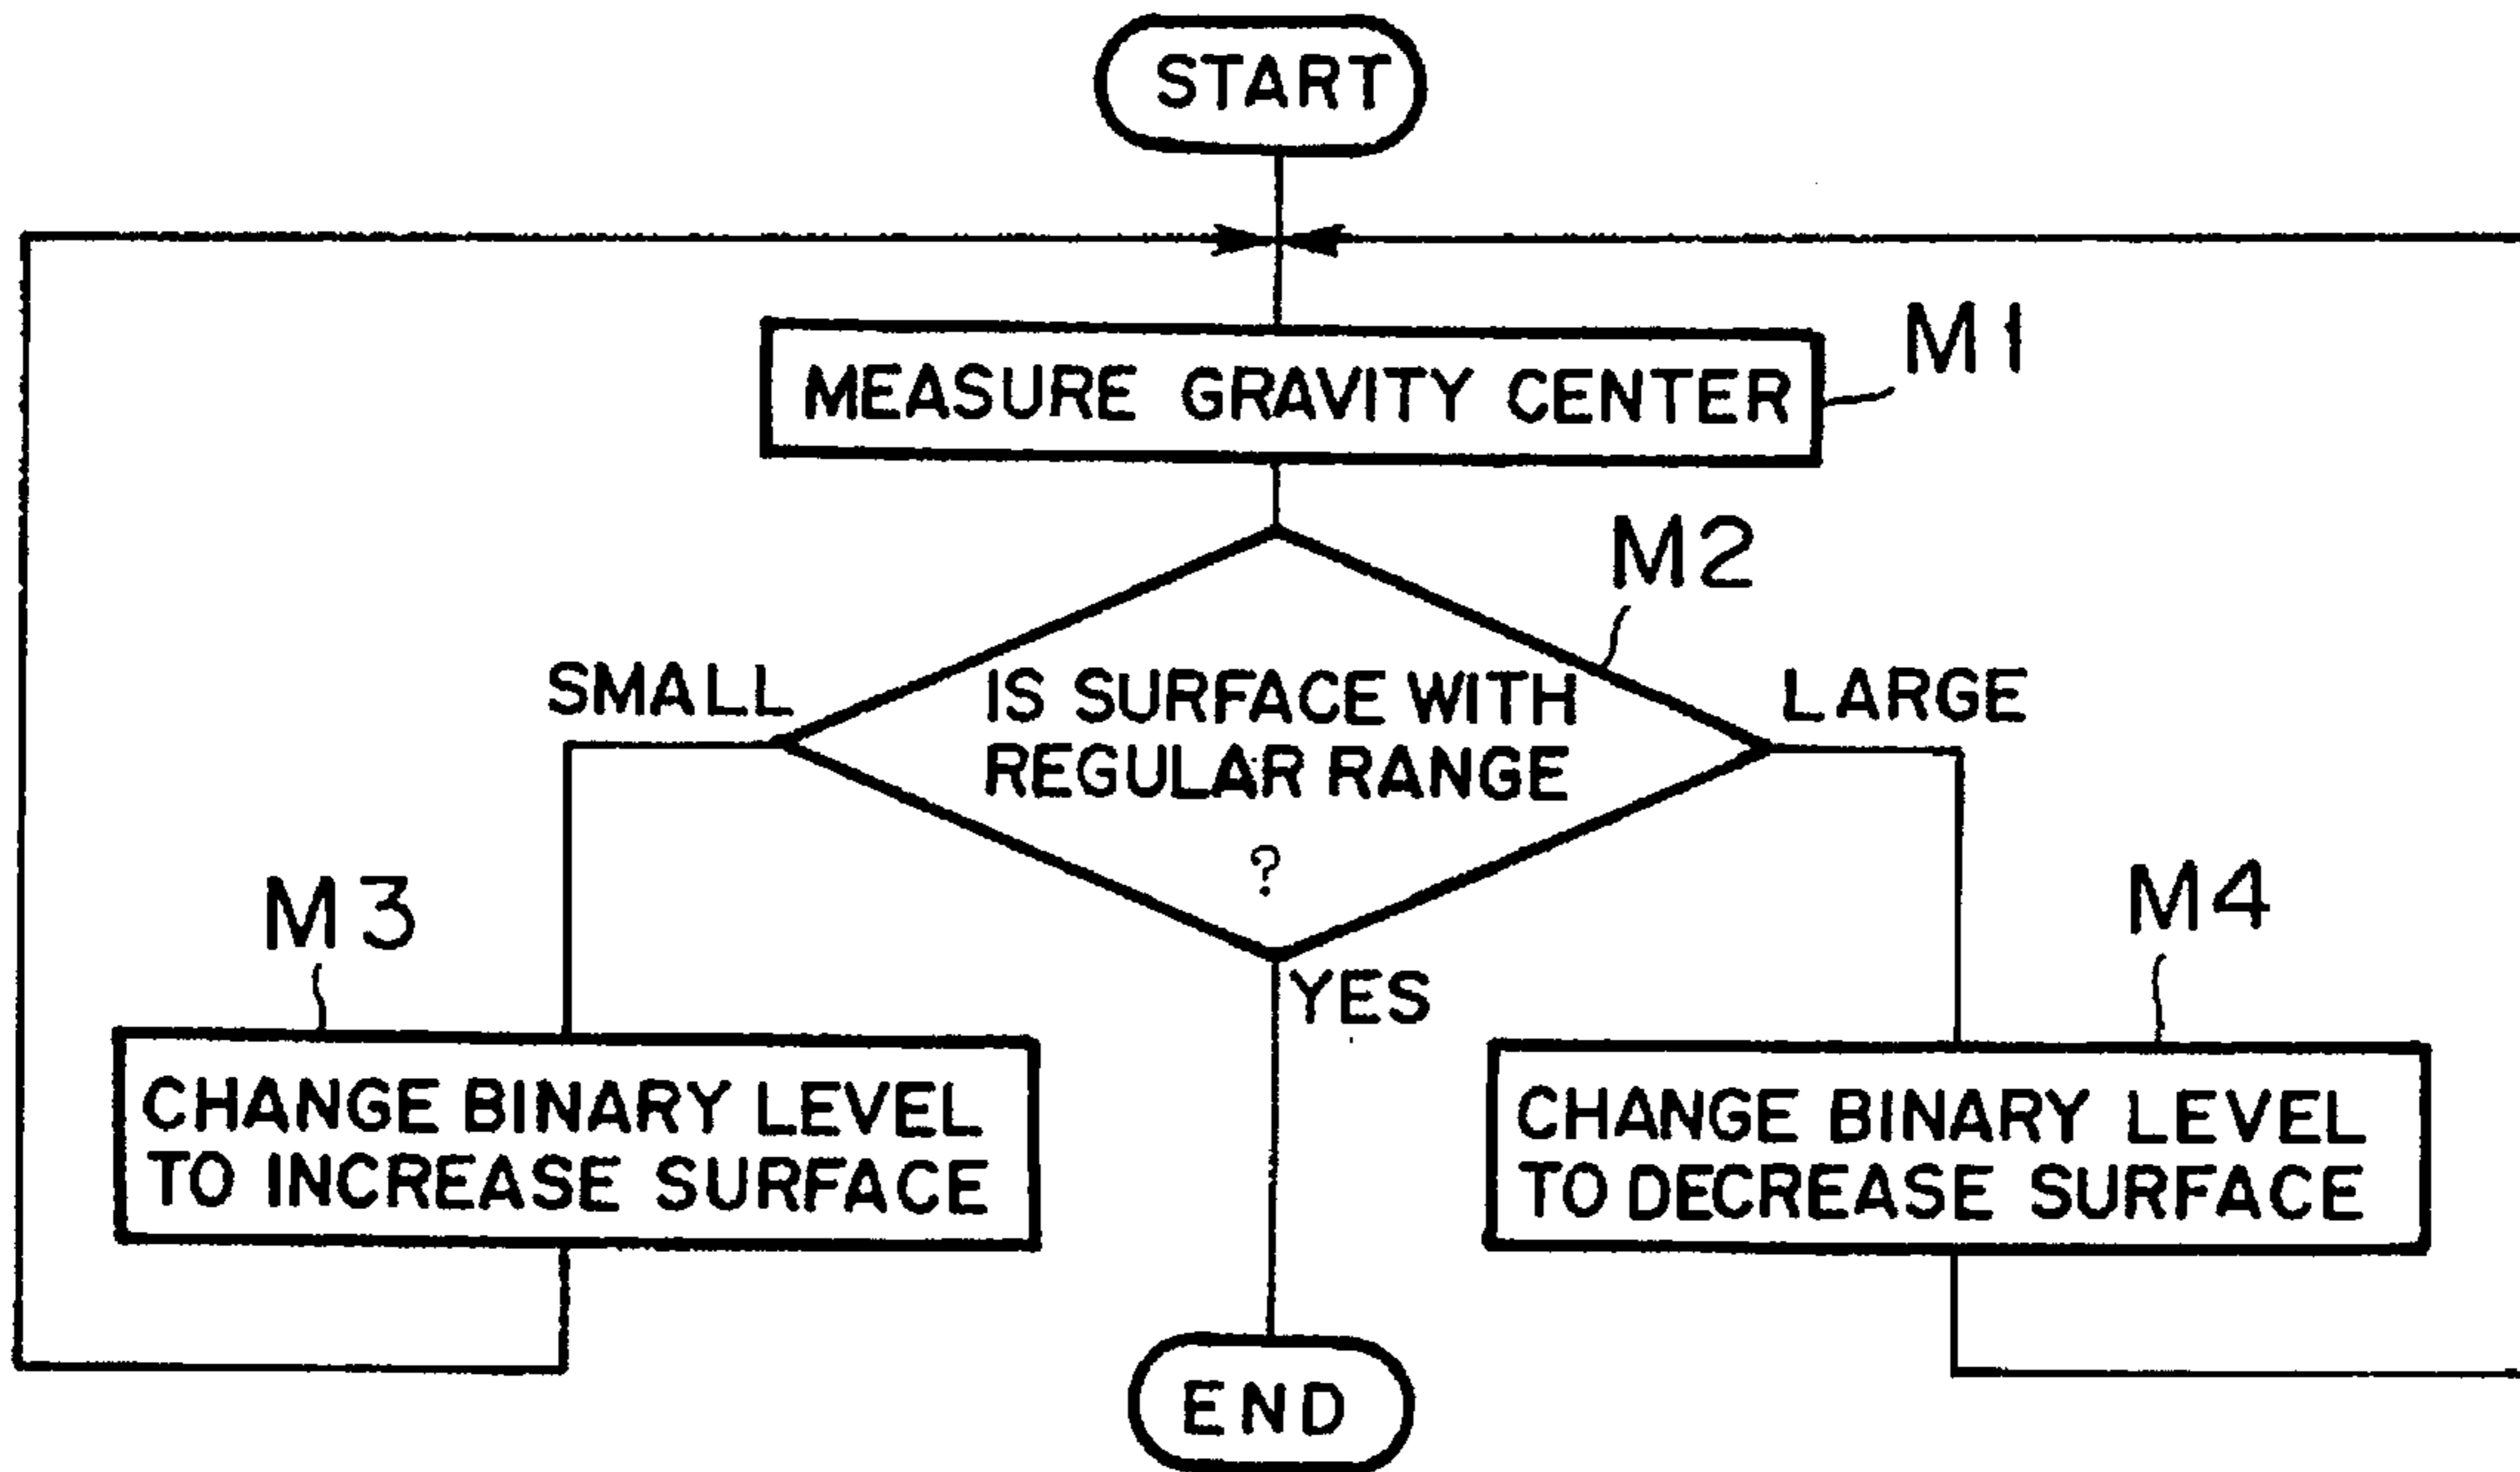 START
MEASURE GRAVITY CENTER
M1
M2
SMALL
IS SURFACE WITH
REGULAR RANGE
?
LARGE
YES
M3
M4
CHANGE BINARY LEVEL
TO INCREASE SURFACE
CHANGE BINARY LEVEL
TO DECREASE SURFACE
END